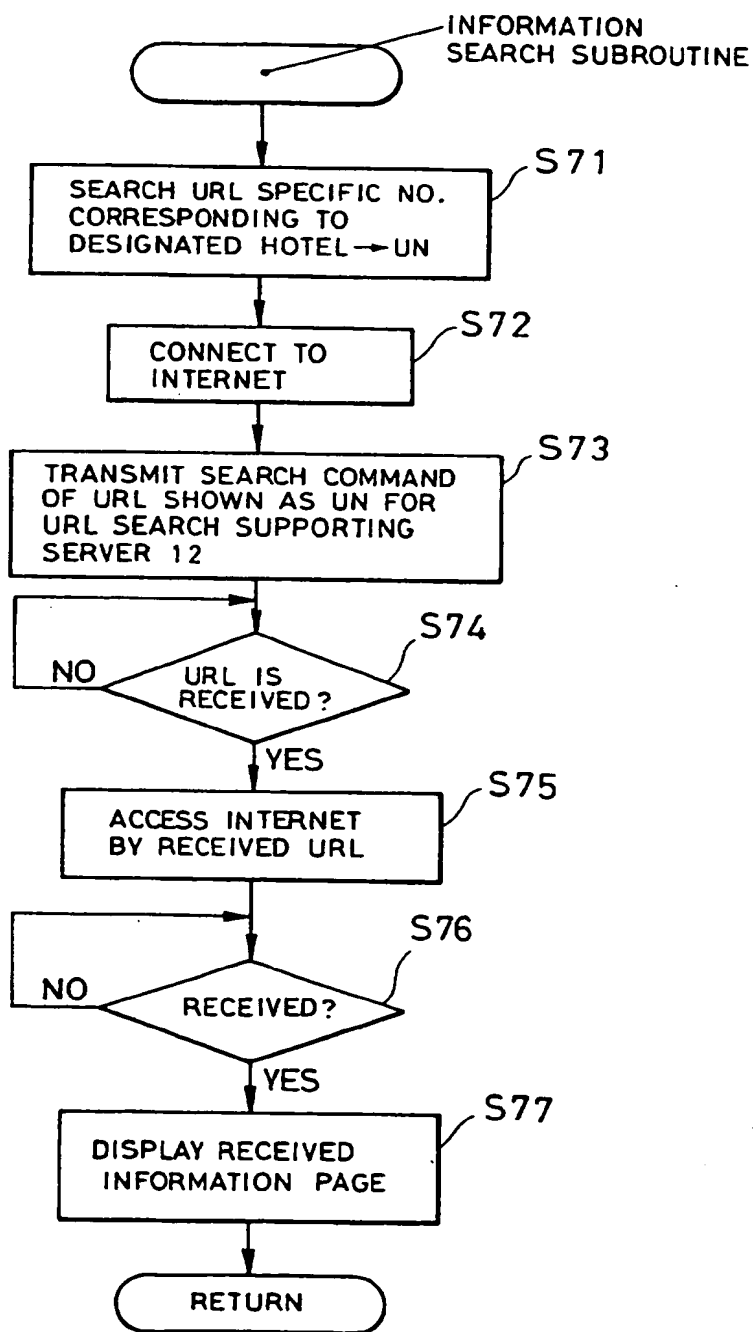 INFORMATION
SEARCH SUBROUTINE
S71
SEARCH URL SPECIFIC NO.
CORRESPONDING TO
DESIGNATED HOTEL→UN
S72
CONNECT TO
INTERNET
S73
TRANSMIT SEARCH COMMAND
OF URL SHOWN AS UN FOR
URL SEARCH SUPPORTING
SERVER 12
S74
NO
URL IS
RECEIVED?
YES
S75
ACCESS INTERNET
BY RECEIVED URL
S76
NO
RECEIVED?
YES
S77
DISPLAY RECEIVED
INFORMATION PAGE
RETURN